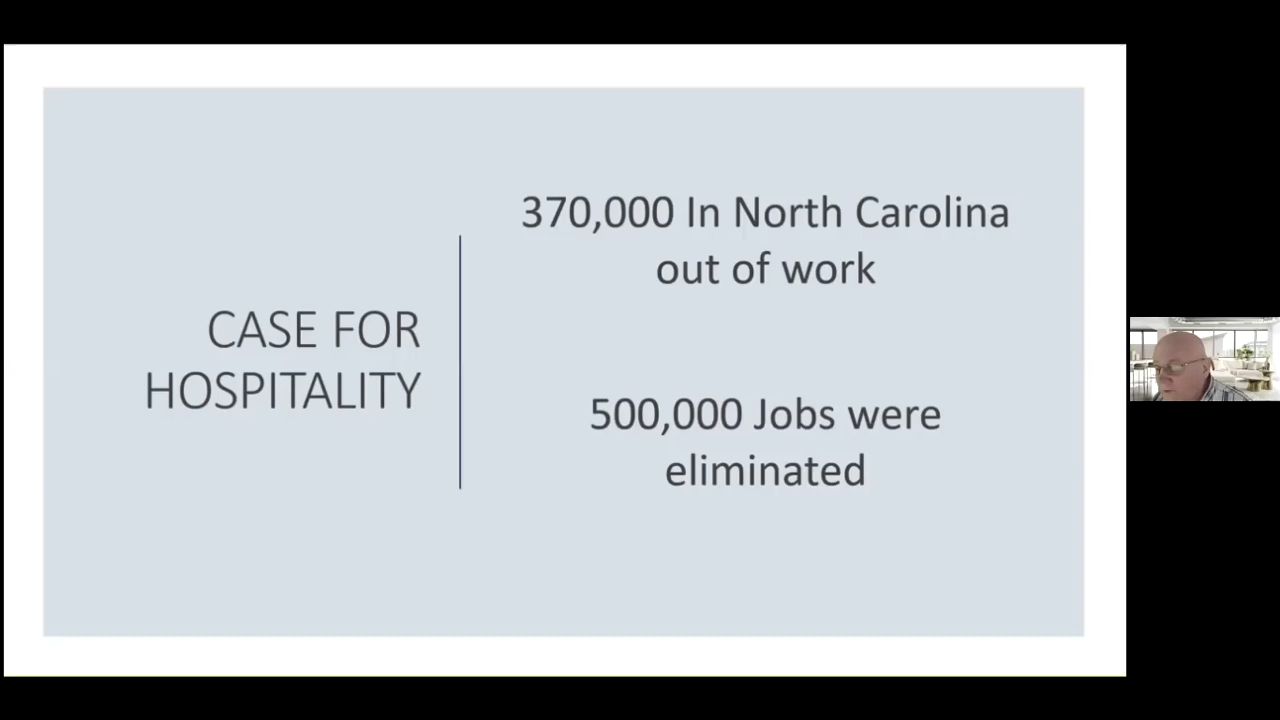 CASE FOR
HOSPITALITY
370,000 In North Carolina
out of work
500,000 Jobs were
eliminated